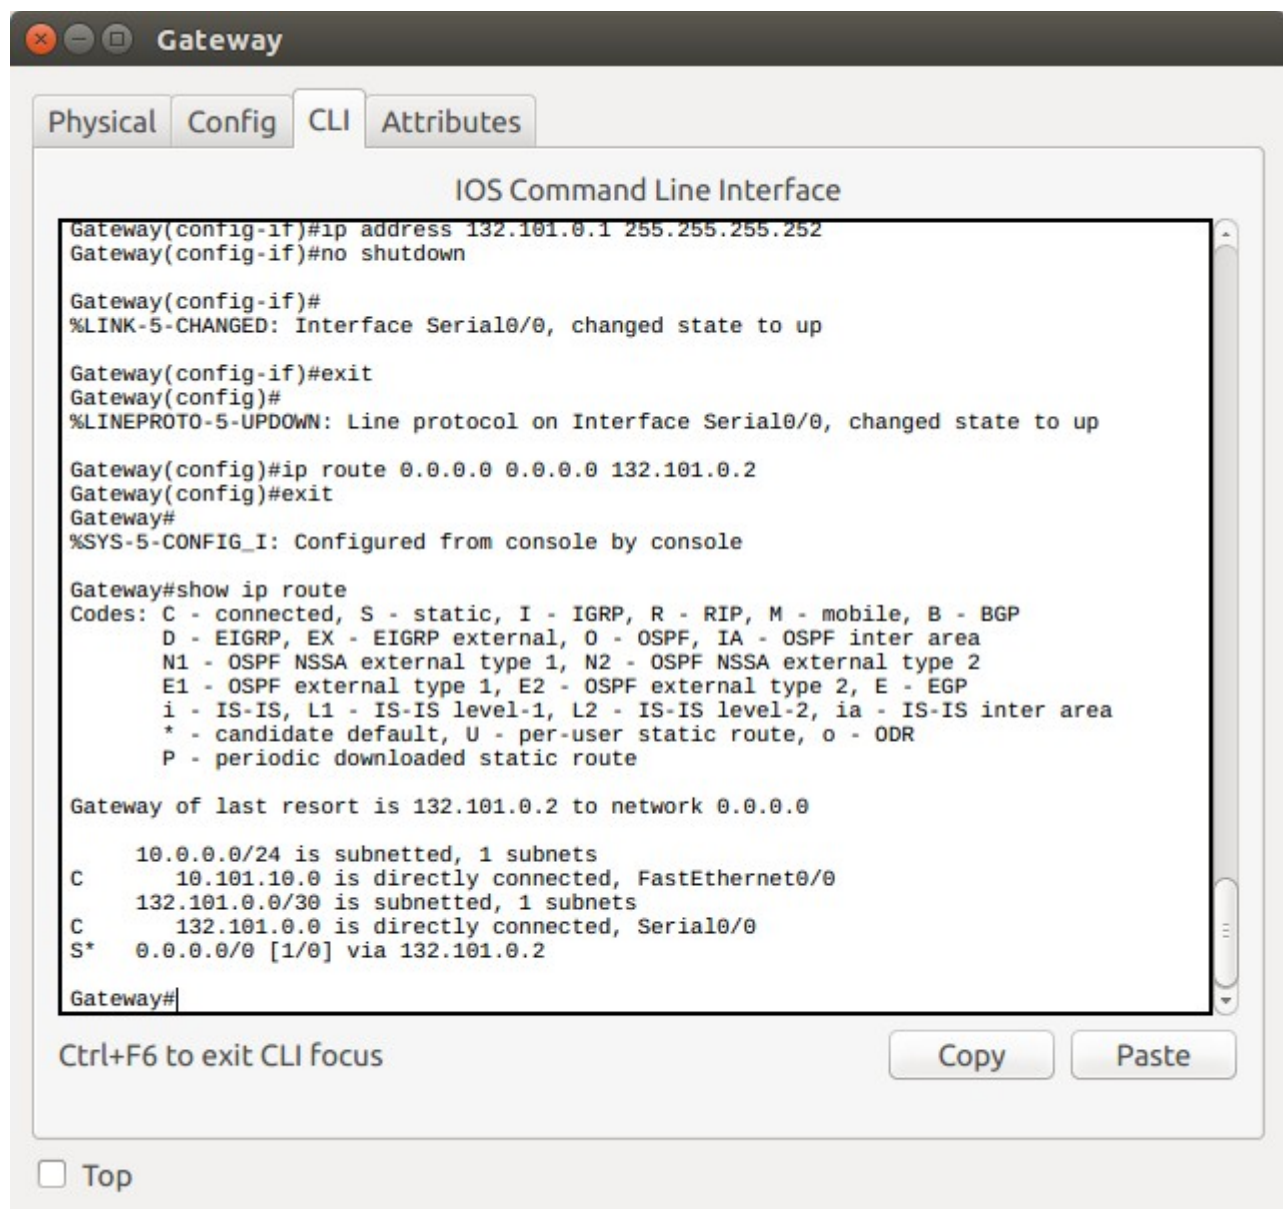 Gateway
Physical Config CLI Attributes
IOS Command Line Interface
Gateway(config-if)#ip address 132.101.0.1 255.255.255.252
Gateway(config-if)#no shutdown
Gateway(config-if)#
%LINK-5-CHANGED: Interface Serial0/0, changed state to up
Gateway(config-if)#exit
Gateway(config)#
%LINEPROTO-5-UPDOWN: Line protocol on Interface Serial0/0, changed state to up
Gateway(config)#ip route 0.0.0.0 0.0.0.0 132.101.0.2
Gateway(config)#exit
Gateway#
%SYS-5-CONFIG_I: Configured from console by console
Gateway#show ip route
Codes: C - connected, S - static, I - IGRP, R - RIP, M - mobile, B - BGP
D - EIGRP, EX - EIGRP external, O - OSPF, IA - OSPF inter area
N1 - OSPF NSSA external type 1, N2 - OSPF NSSA external type 2
E1 - OSPF external type 1, E2 - OSPF external type 2, E - EGP
i - IS-IS, L1 - IS-IS level-1, L2 - IS-IS level-2, ia - IS-IS inter area
* - candidate default, U - per-user static route, o - ODR
P - periodic downloaded static route
Gateway of last resort is 132.101.0.2 to network 0.0.0.0
10.0.0.0/24 is subnetted, 1 subnets
C 10.101.10.0 is directly connected, FastEthernet0/0
132.101.0.0/30 is subnetted, 1 subnets
C 132.101.0.0 is directly connected, Serial0/0
S* 0.0.0.0/0 [1/0] via 132.101.0.2
Gateway#
Ctrl+F6 to exit CLI focus Copy Paste
Top